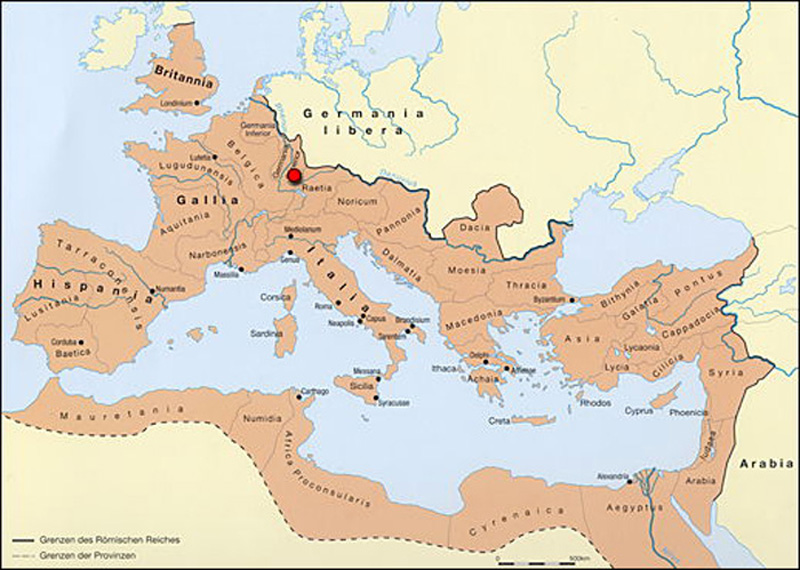 Britannia
Londinium
Germania
libera
Germania
Inferior
Belgica
Luteta
Lugudunensis
Gallia
Aquitania
Narbonensis
Massilia
Raetia
Noricum
Pannonia
Danuvius
Dacia
Mediolanum
Genua
Italia
Dalmatia
Moesia
Thracia
Byzantium
Macedonia
Tarraconensis
Hispania
Numantia
Lusitania
Corduba
Baetica
Corsica
Sardinia
Roma
Capua
Neapolis
Brundisium
Tarentum
Messana
Sicilia
Syracusae
Ithaca
Delphi
Athenae
Achaia
Creta
Bithynia
Pontus
Galatia
Cappadocia
Asia
Lycaonia
Lycia
Cilicia
Rhodos
Cyprus
Syria
Phoenicia
Iudaea
Arabia
Arabia
Mauretania
Numidia
Carthago
Africa Proconsularis
Cyrenaica
Alexandria
Aegyptus
Grenzen des Römischen Reiches
Grenzen der Provinzen
0
500km